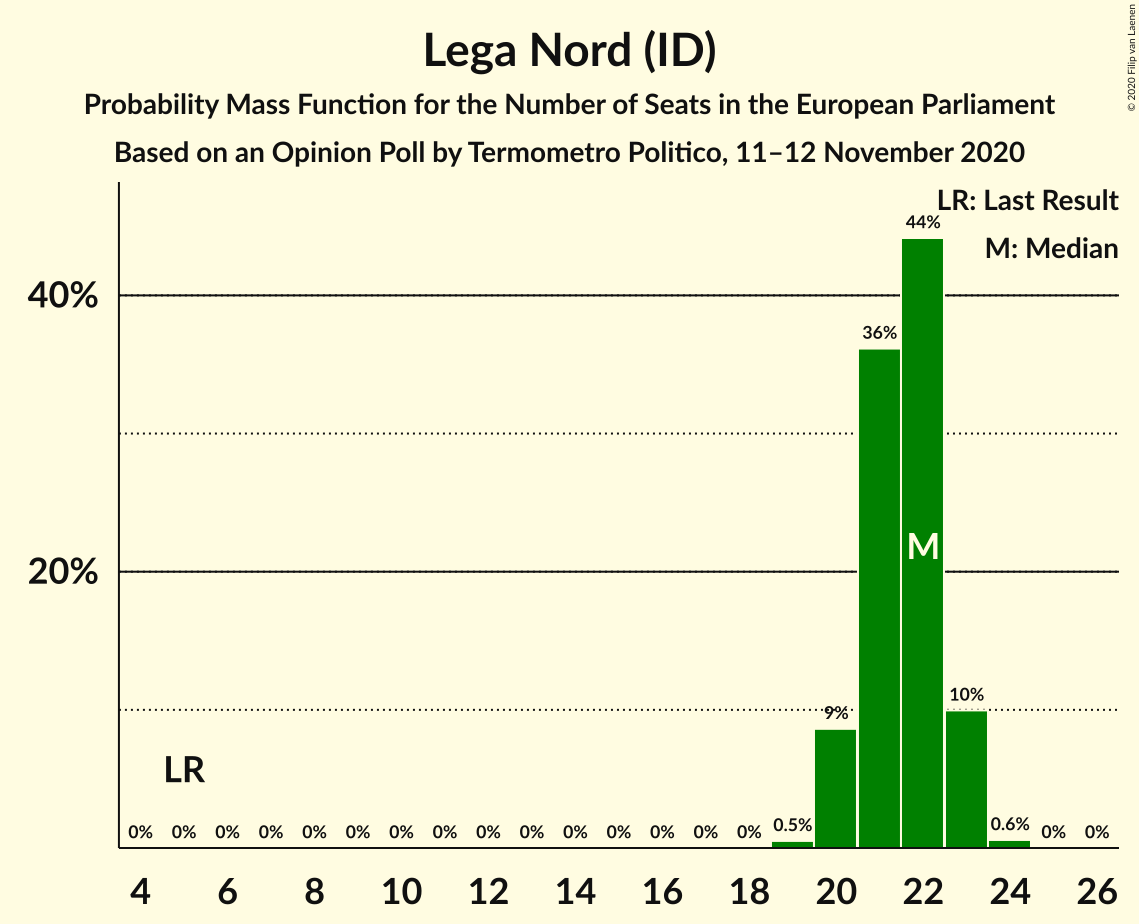 Lega Nord (ID)
Probability Mass Function for the Number of Seats in the European Parliament
Based on an Opinion Poll by Termometro Politico, 11–12 November 2020
© 2020 Filip van Laenen
LR: Last Result
M: Median
40%
20%
44%
36%
M
10%
9%
LR
0% 0% 0% 0% 0% 0% 0% 0% 0% 0% 0% 0% 0% 0% 0% 0.5% 0.6% 0% 0%
4 6 8 10 12 14 16 18 20 22 24 26